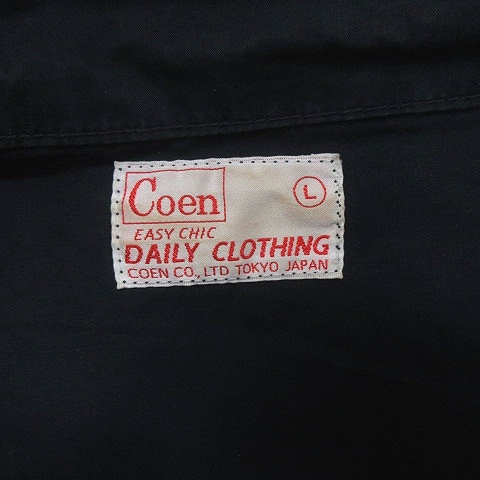 Coen L
EASY CHIC
DAILY CLOTHING
COEN CO., LTD TOKYO JAPAN